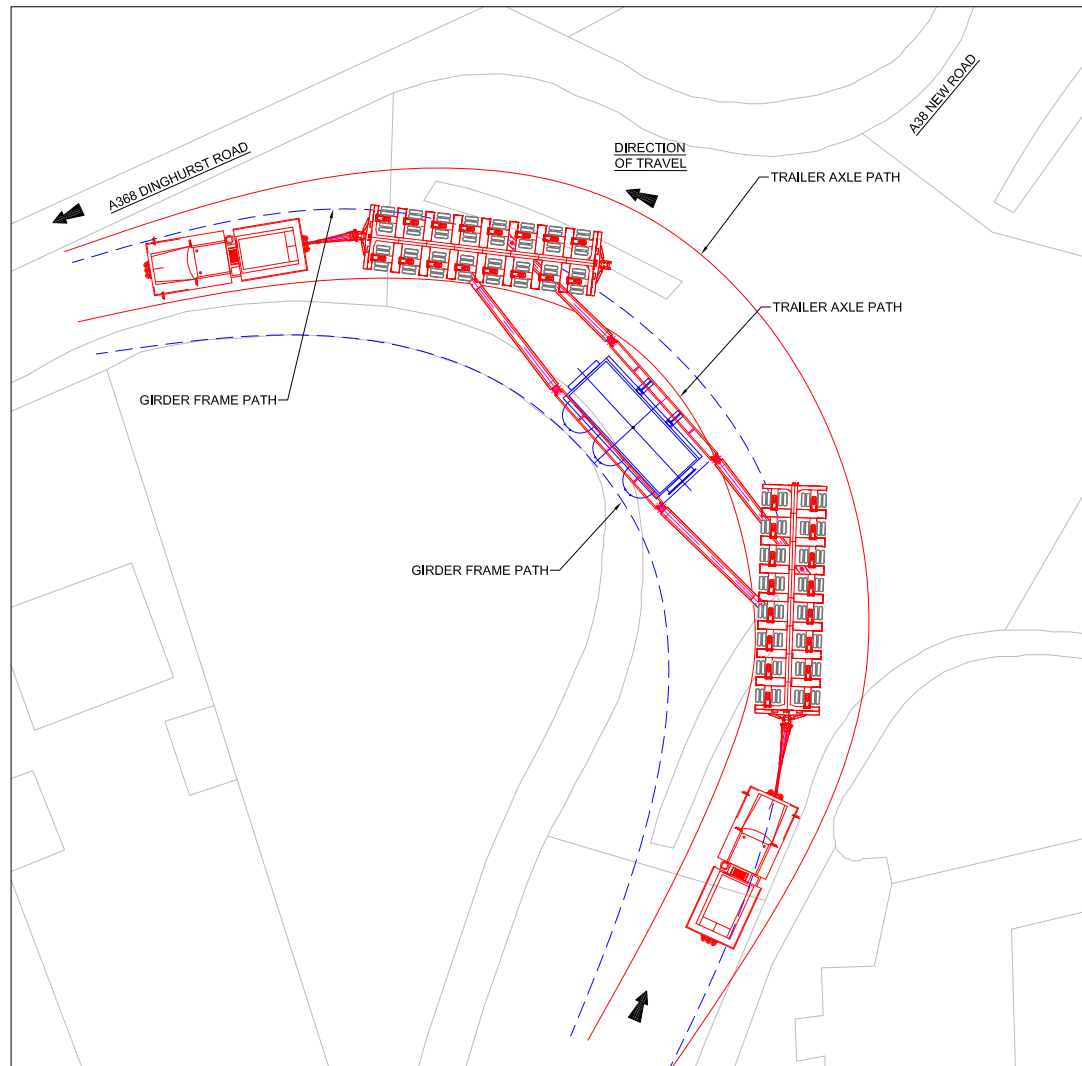 A38 NEW ROAD
DIRECTION
OF TRAVEL
A368 DINGHURST ROAD
TRAILER AXLE PATH
TRAILER AXLE PATH
GIRDER FRAME PATH
GIRDER FRAME PATH